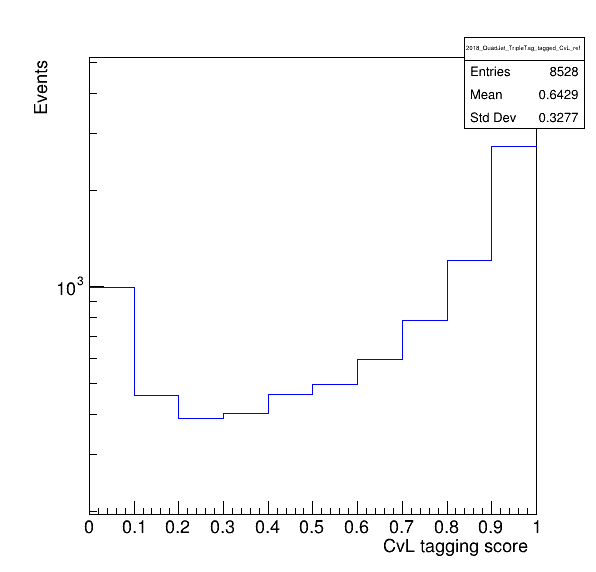 2018_QuadJet_TripleTag_tagged_CvL_ref
Entries 8528
Mean 0.6429
Std Dev 0.3277
Events
10³
0 0.1 0.2 0.3 0.4 0.5 0.6 0.7 0.8 0.9 1
CvL tagging score